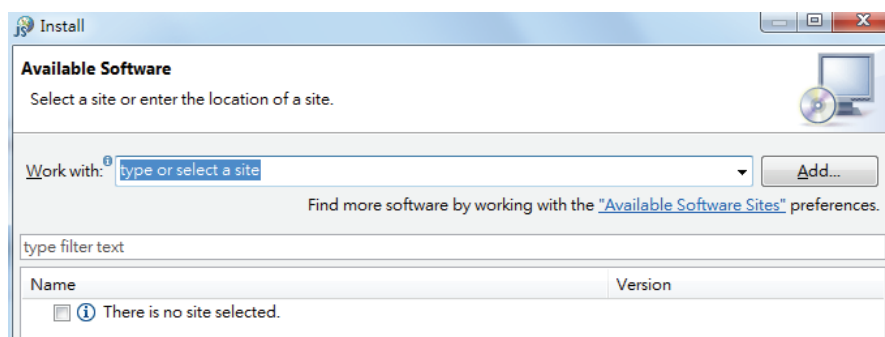 JS Install
Available Software
Select a site or enter the location of a site.
Work with: type or select a site Add...
Find more software by working with the "Available Software Sites" preferences.
type filter text
Name Version
There is no site selected.